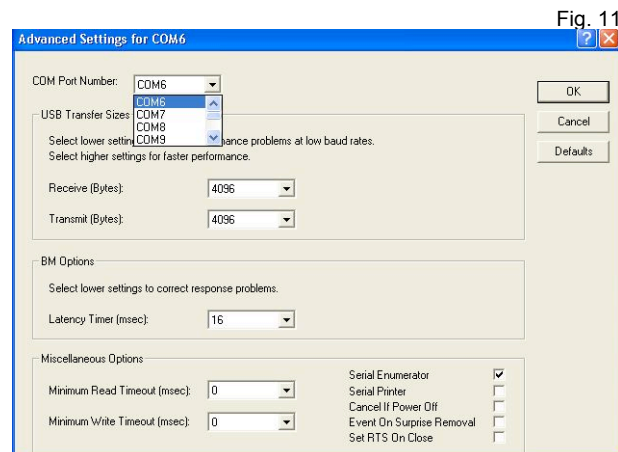 Fig. 11
Advanced Settings for COM6
COM Port Number: COM6
COM6
COM7
COM8
COM9
OK
Cancel
Defaults
USB Transfer Sizes
Select lower settin ance problems at low baud rates.
Select higher settings for faster performance.
Receive (Bytes): 4096
Transmit (Bytes): 4096
BM Options
Select lower settings to correct response problems.
Latency Timer (msec): 16
Miscellaneous Options
Minimum Read Timeout (msec): 0
Minimum Write Timeout (msec): 0
Serial Enumerator
Serial Printer
Cancel If Power Off
Event On Surprise Removal
Set RTS On Close